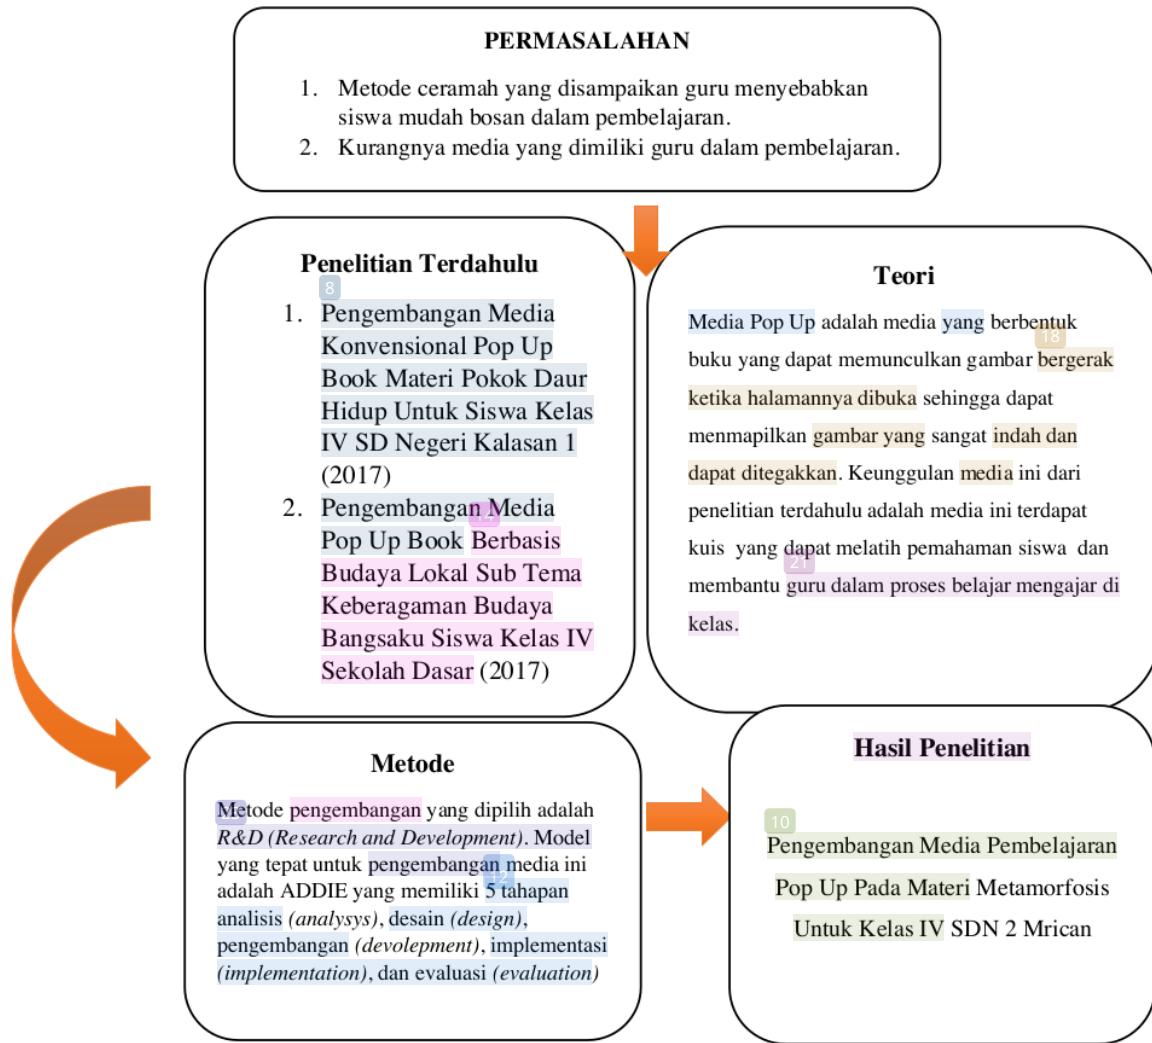 PERMASALAHAN
1. Metode ceramah yang disampaikan guru menyebabkan
siswa mudah bosan dalam pembelajaran.
2. Kurangnya media yang dimiliki guru dalam pembelajaran.
Penelitian Terdahulu
8
1. Pengembangan Media
Konvensional Pop Up
Book Materi Pokok Daur
Hidup Untuk Siswa Kelas
IV SD Negeri Kalasan 1
(2017)
2. Pengembangan Media
14
Pop Up Book Berbasis
Budaya Lokal Sub Tema
Keberagaman Budaya
Bangsaku Siswa Kelas IV
Sekolah Dasar (2017)
Teori
Media Pop Up adalah media yang berbentuk
18
buku yang dapat memunculkan gambar bergerak
ketika halamannya dibuka sehingga dapat
menmapilkan gambar yang sangat indah dan
dapat ditegakkan. Keunggulan media ini dari
penelitian terdahulu adalah media ini terdapat
kuis yang dapat melatih pemahaman siswa dan
21
membantu guru dalam proses belajar mengajar di
kelas.
Metode
Metode pengembangan yang dipilih adalah
R&D (Research and Development). Model
yang tepat untuk pengembangan media ini
12
adalah ADDIE yang memiliki 5 tahapan
analisis (analysys), desain (design),
pengembangan (devolepment), implementasi
(implementation), dan evaluasi (evaluation)
Hasil Penelitian
10
Pengembangan Media Pembelajaran
Pop Up Pada Materi Metamorfosis
Untuk Kelas IV SDN 2 Mrican